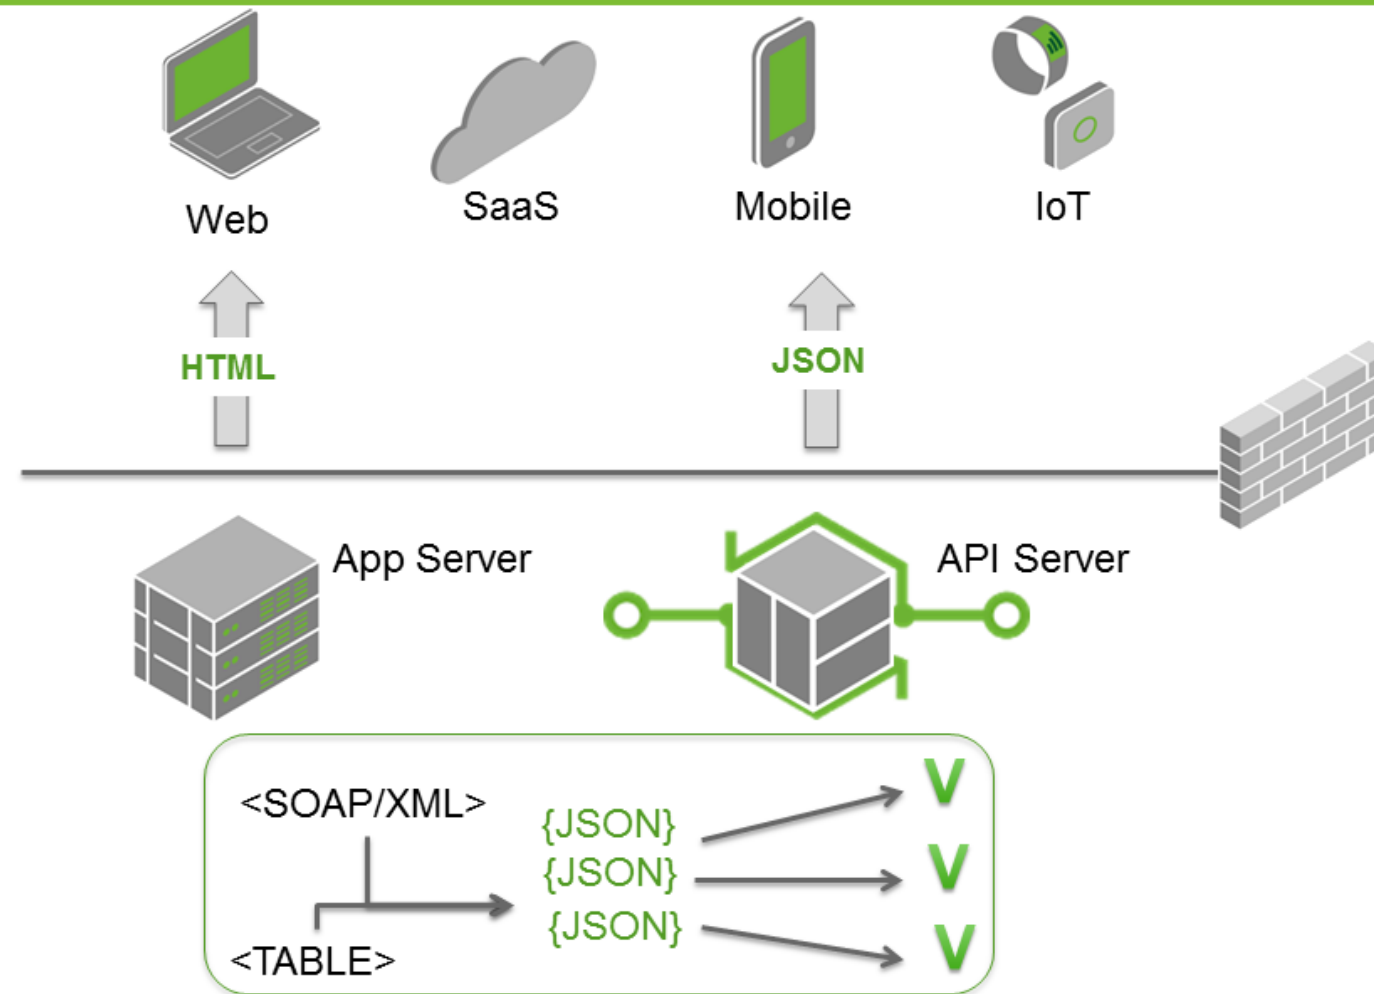 Web
SaaS
Mobile
IoT
HTML
JSON
App Server
API Server
<SOAP/XML>
{JSON}
{JSON}
{JSON}
<TABLE>
V
V
V